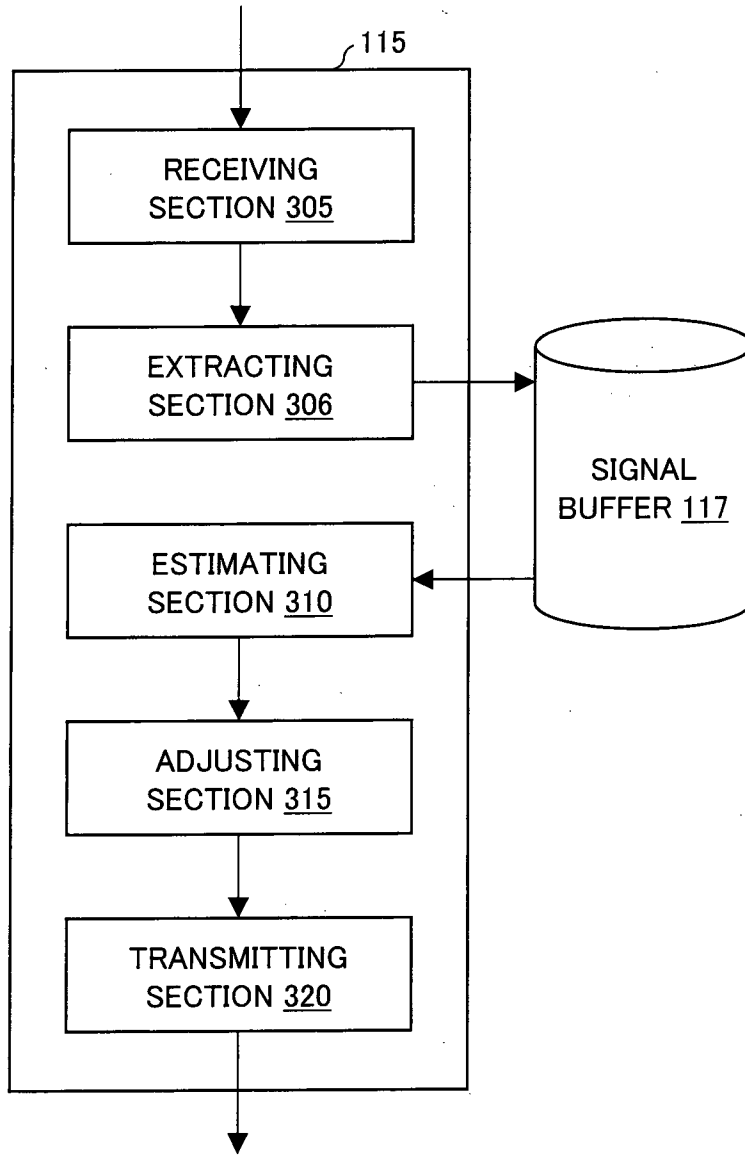 115
RECEIVING
SECTION 305
EXTRACTING
SECTION 306
SIGNAL
BUFFER 117
ESTIMATING
SECTION 310
ADJUSTING
SECTION 315
TRANSMITTING
SECTION 320